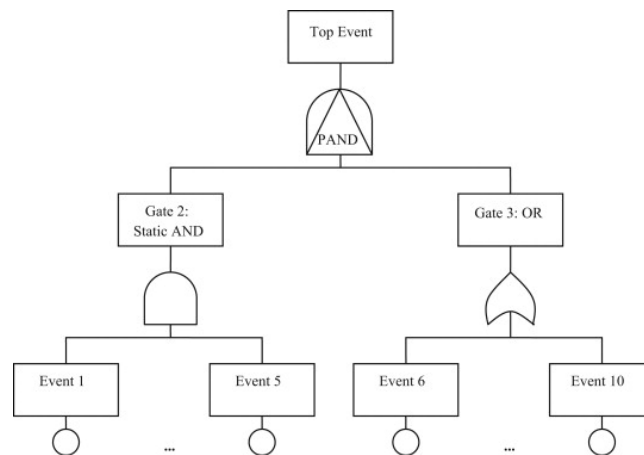 Top Event
PAND
Gate 2:
Static AND
Gate 3: OR
Event 1
Event 5
Event 6
Event 10
...
...